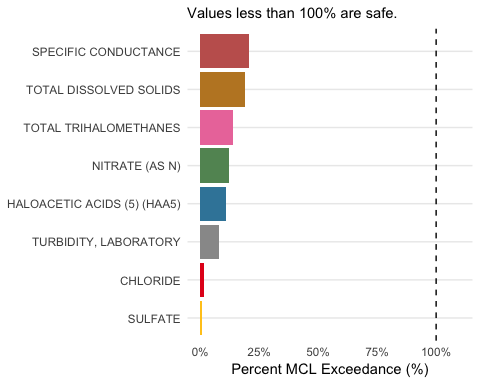 Values less than 100% are safe.
SPECIFIC CONDUCTANCE
TOTAL DISSOLVED SOLIDS
TOTAL TRIHALOMETHANES
NITRATE (AS N)
HALOACETIC ACIDS (5) (HAA5)
TURBIDITY, LABORATORY
CHLORIDE
SULFATE
0% 25% 50% 75% 100%
Percent MCL Exceedance (%)